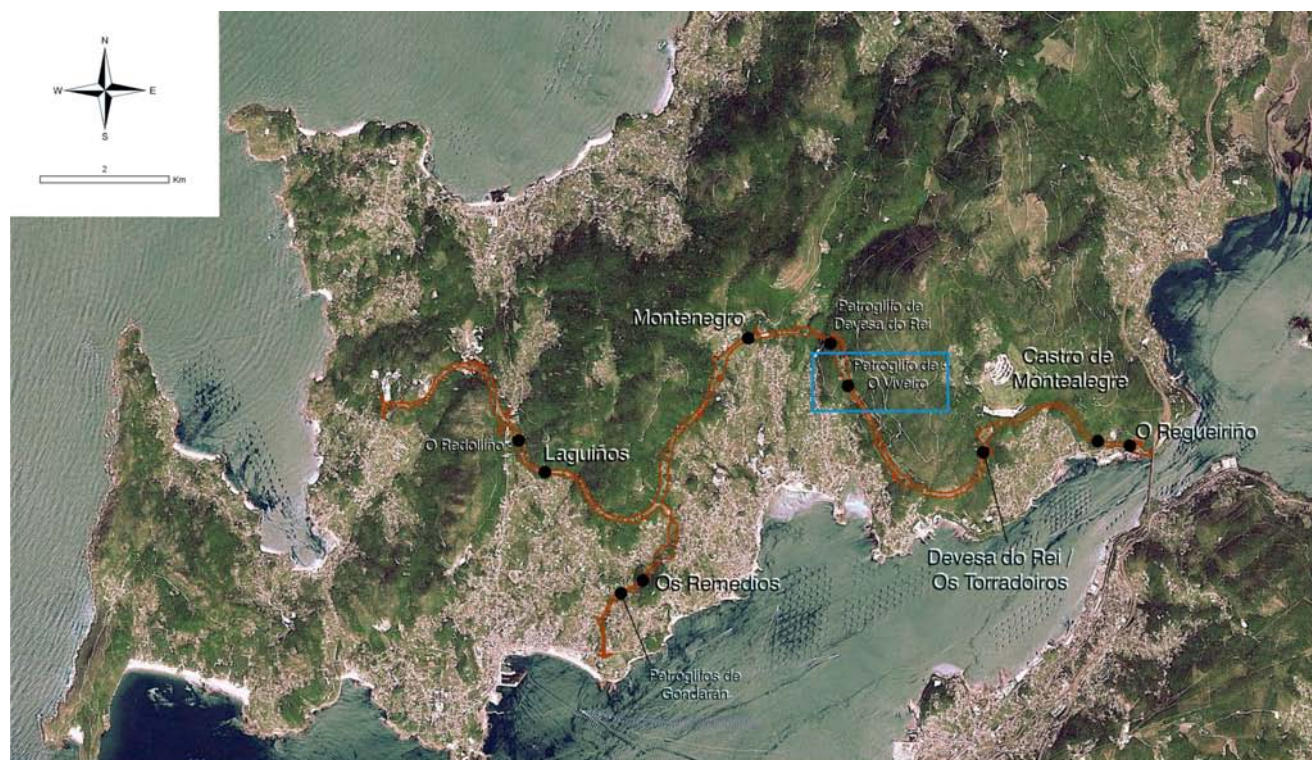 N
W E
S
2
Km
Montenegro
Petroglifo de
Devesa do Rei
Petroglifo de
O Viveiro
Castro de
Montealegre
O Regueiriño
O Redolliño
Laguiños
Devesa do Rei /
Os Torradoiros
Os Remedios
Petroglifos de
Gondarán